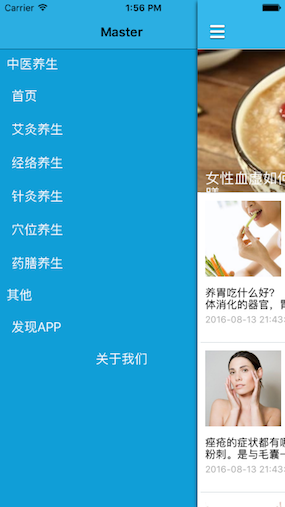 Carrier
1:56 PM
Master
中医养生
首页
艾灸养生
经络养生
针灸养生
穴位养生
药膳养生
其他
发现APP
关于我们
女性血虚如何
膳
养胃吃什么好?
体消化的器官,胃
2016-08-13 21:43:
痤疮的症状都有哪
粉刺。是与毛囊一
2016-08-13 21:43: